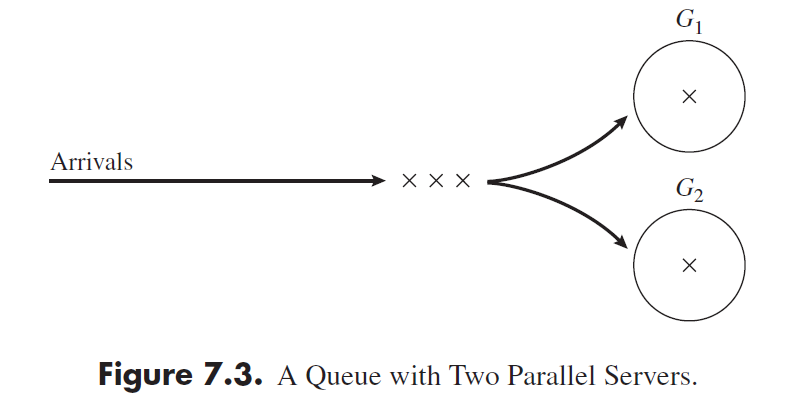 G₁
Arrivals
× × ×
×
G₂
×
Figure 7.3. A Queue with Two Parallel Servers.